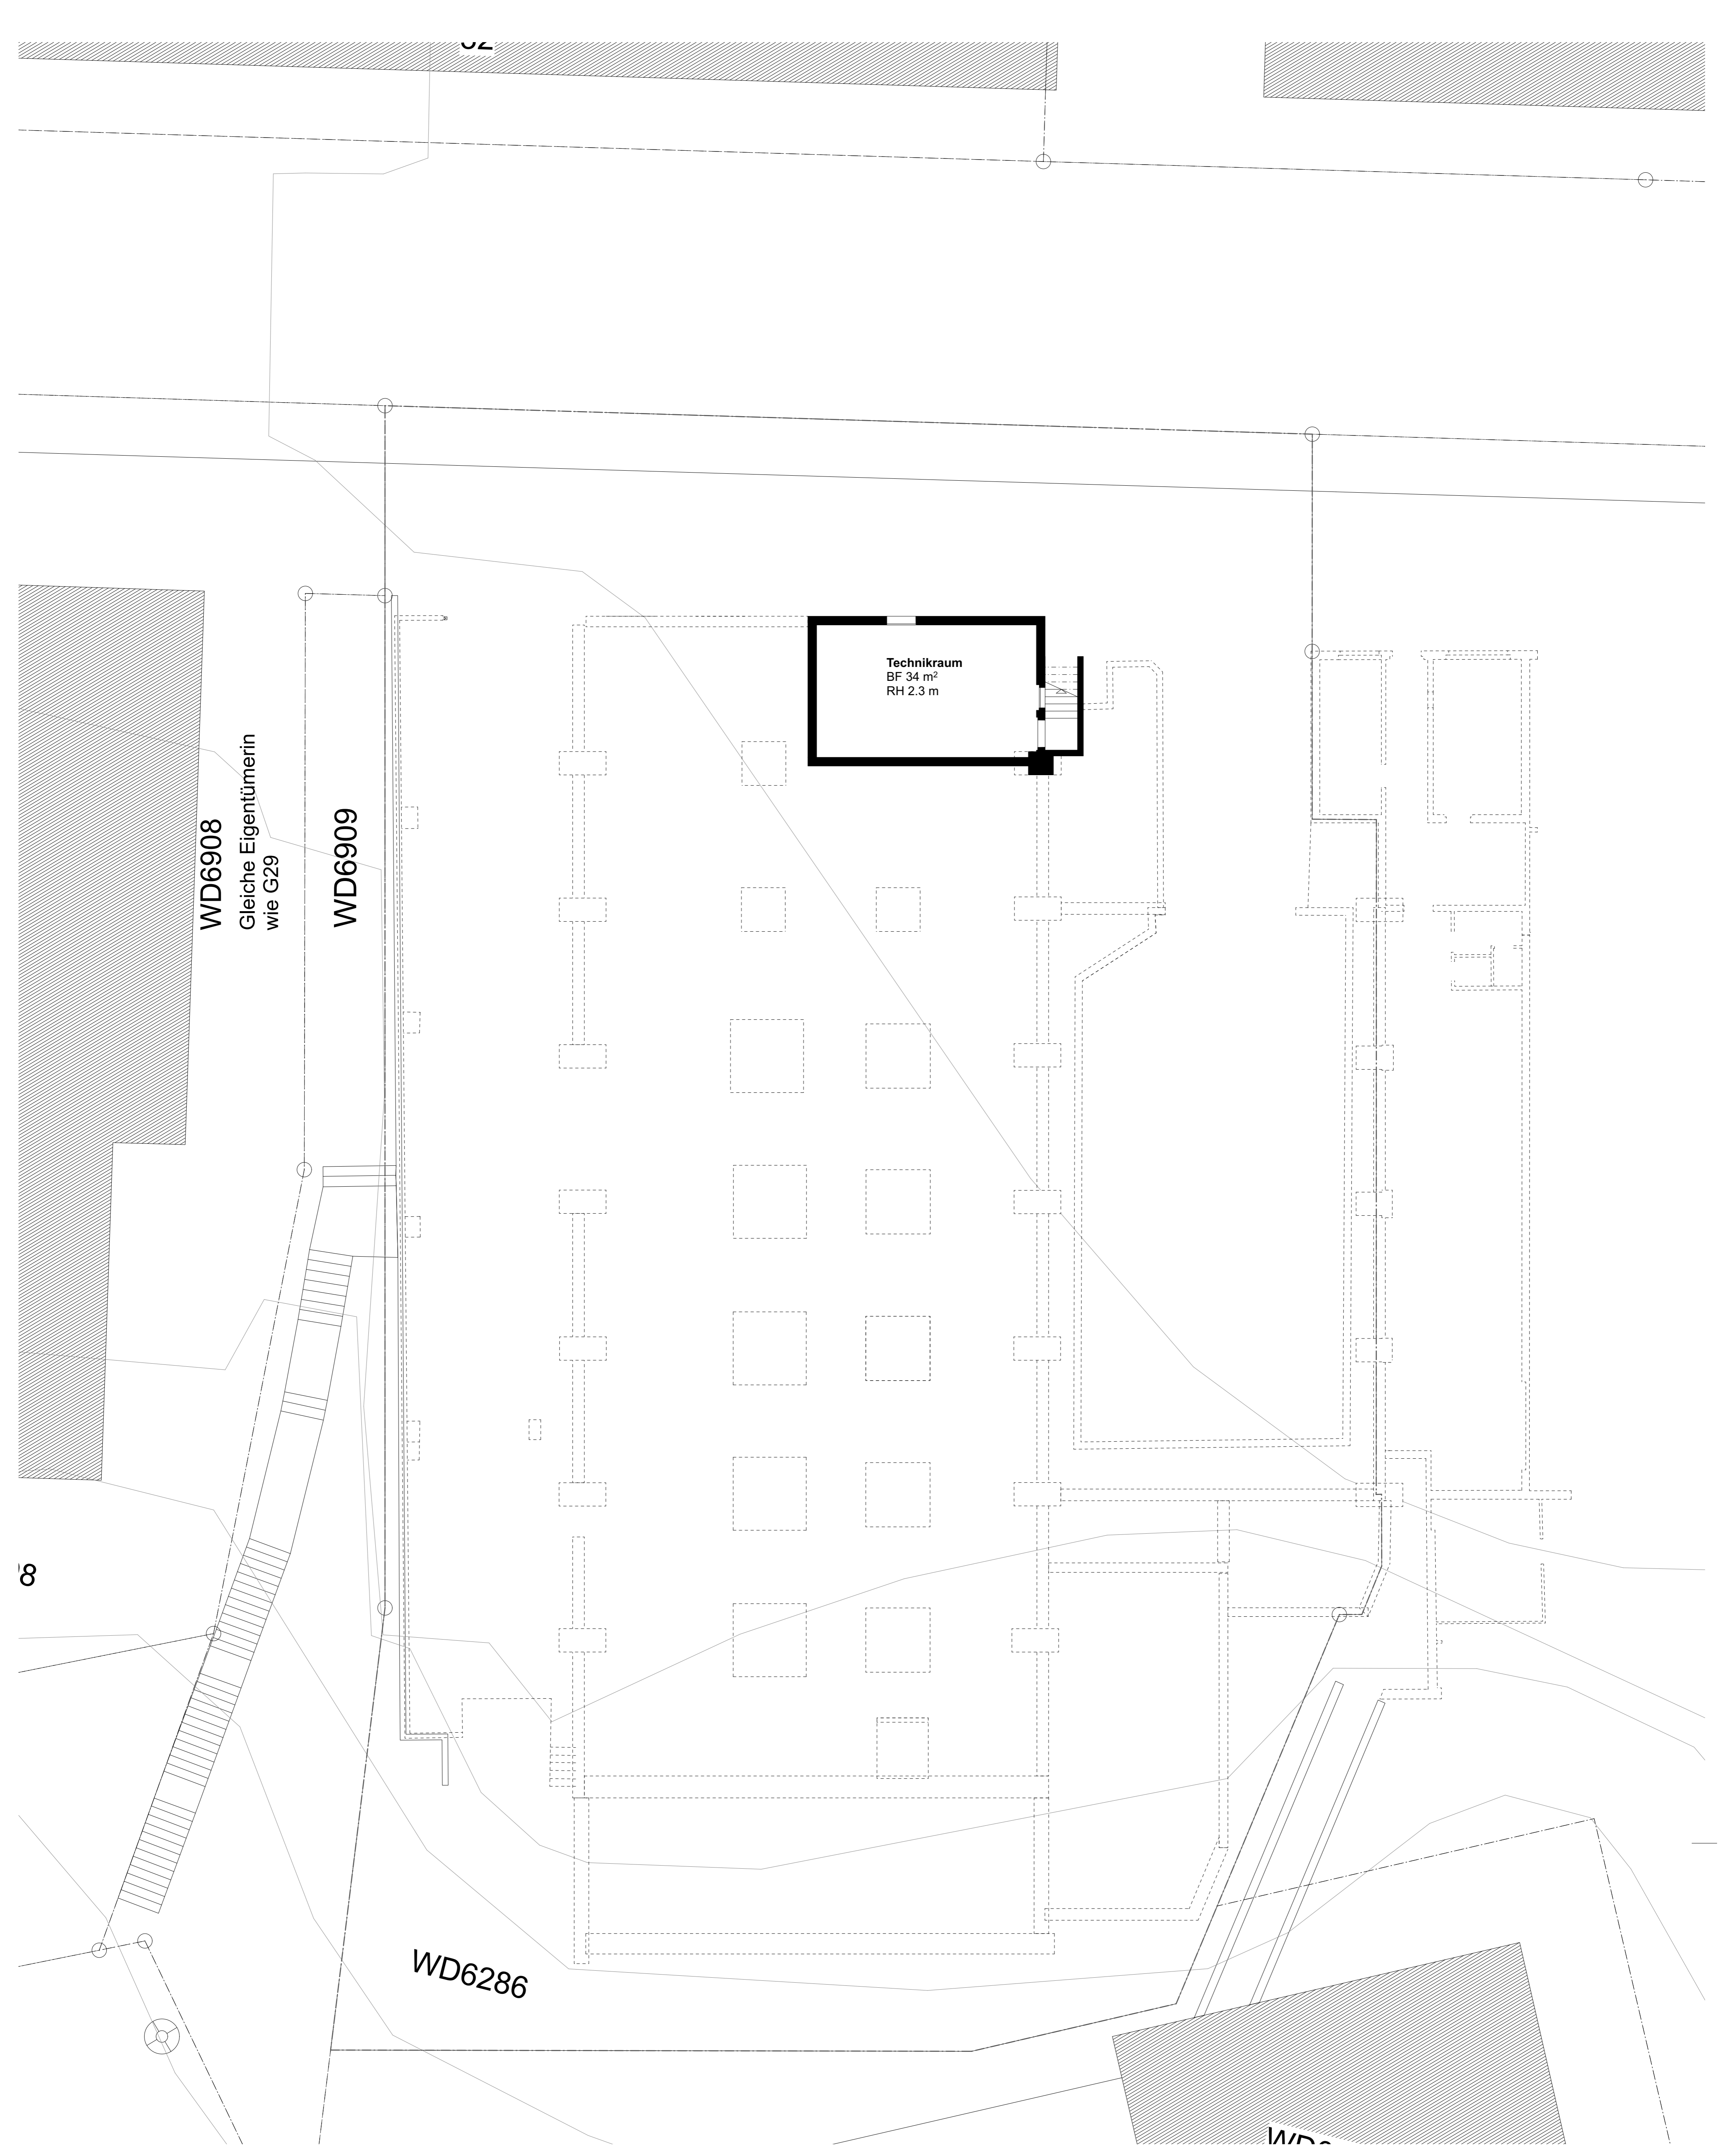 Technikraum
BF 34 m²
RH 2.3 m
WD6908
Gleiche Eigentümerin
wie G29
WD6909
WD6286